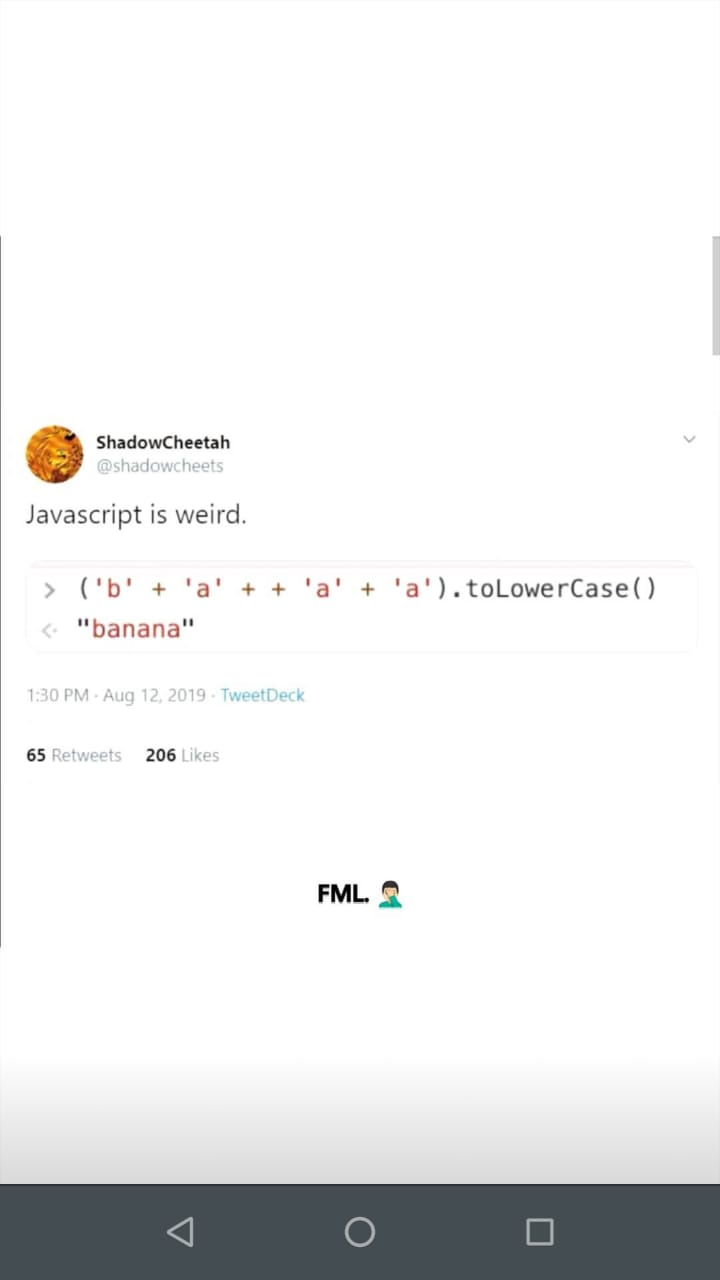 ShadowCheetah
@shadowcheets
Javascript is weird.
> ('b' + 'a' + + 'a' + 'a').toLowerCase()
<· "banana"
1:30 PM · Aug 12, 2019 · TweetDeck
65 Retweets 206 Likes
FML. 🤦🏻‍♂️